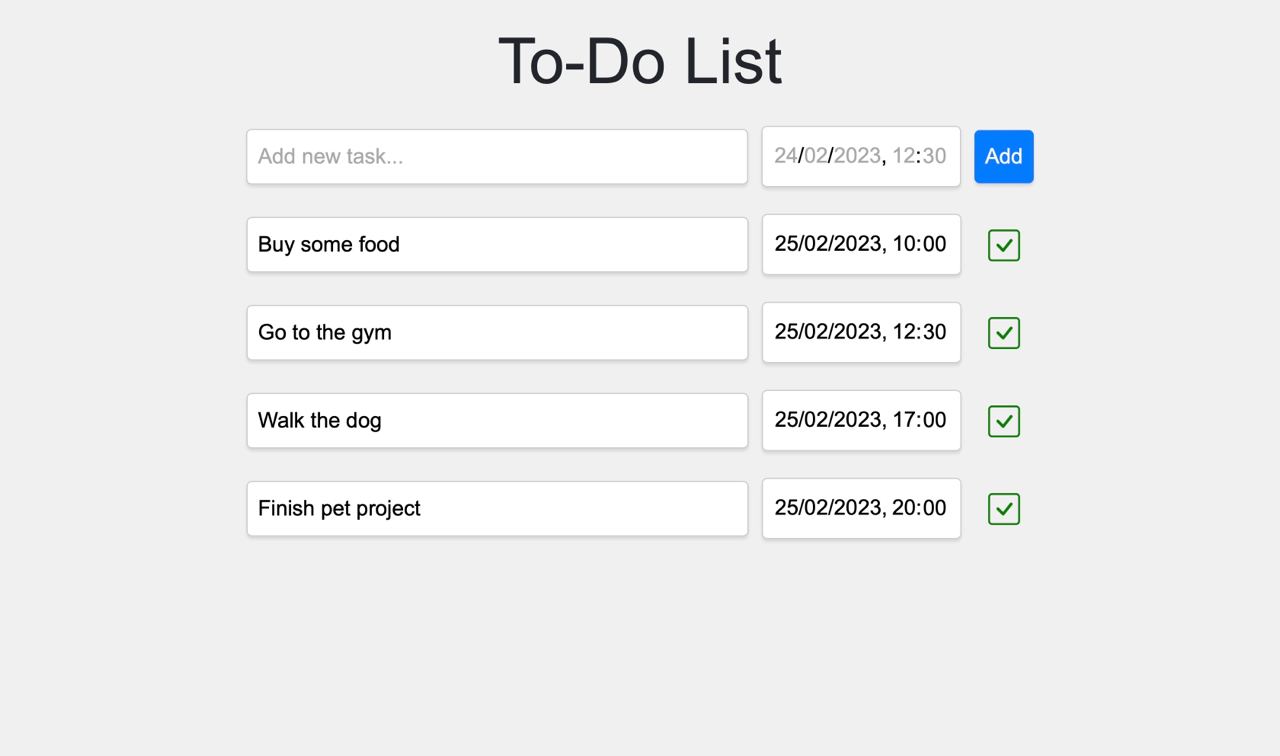 To-Do List
Add new task... 24/02/2023, 12:30 Add
Buy some food 25/02/2023, 10:00
Go to the gym 25/02/2023, 12:30
Walk the dog 25/02/2023, 17:00
Finish pet project 25/02/2023, 20:00